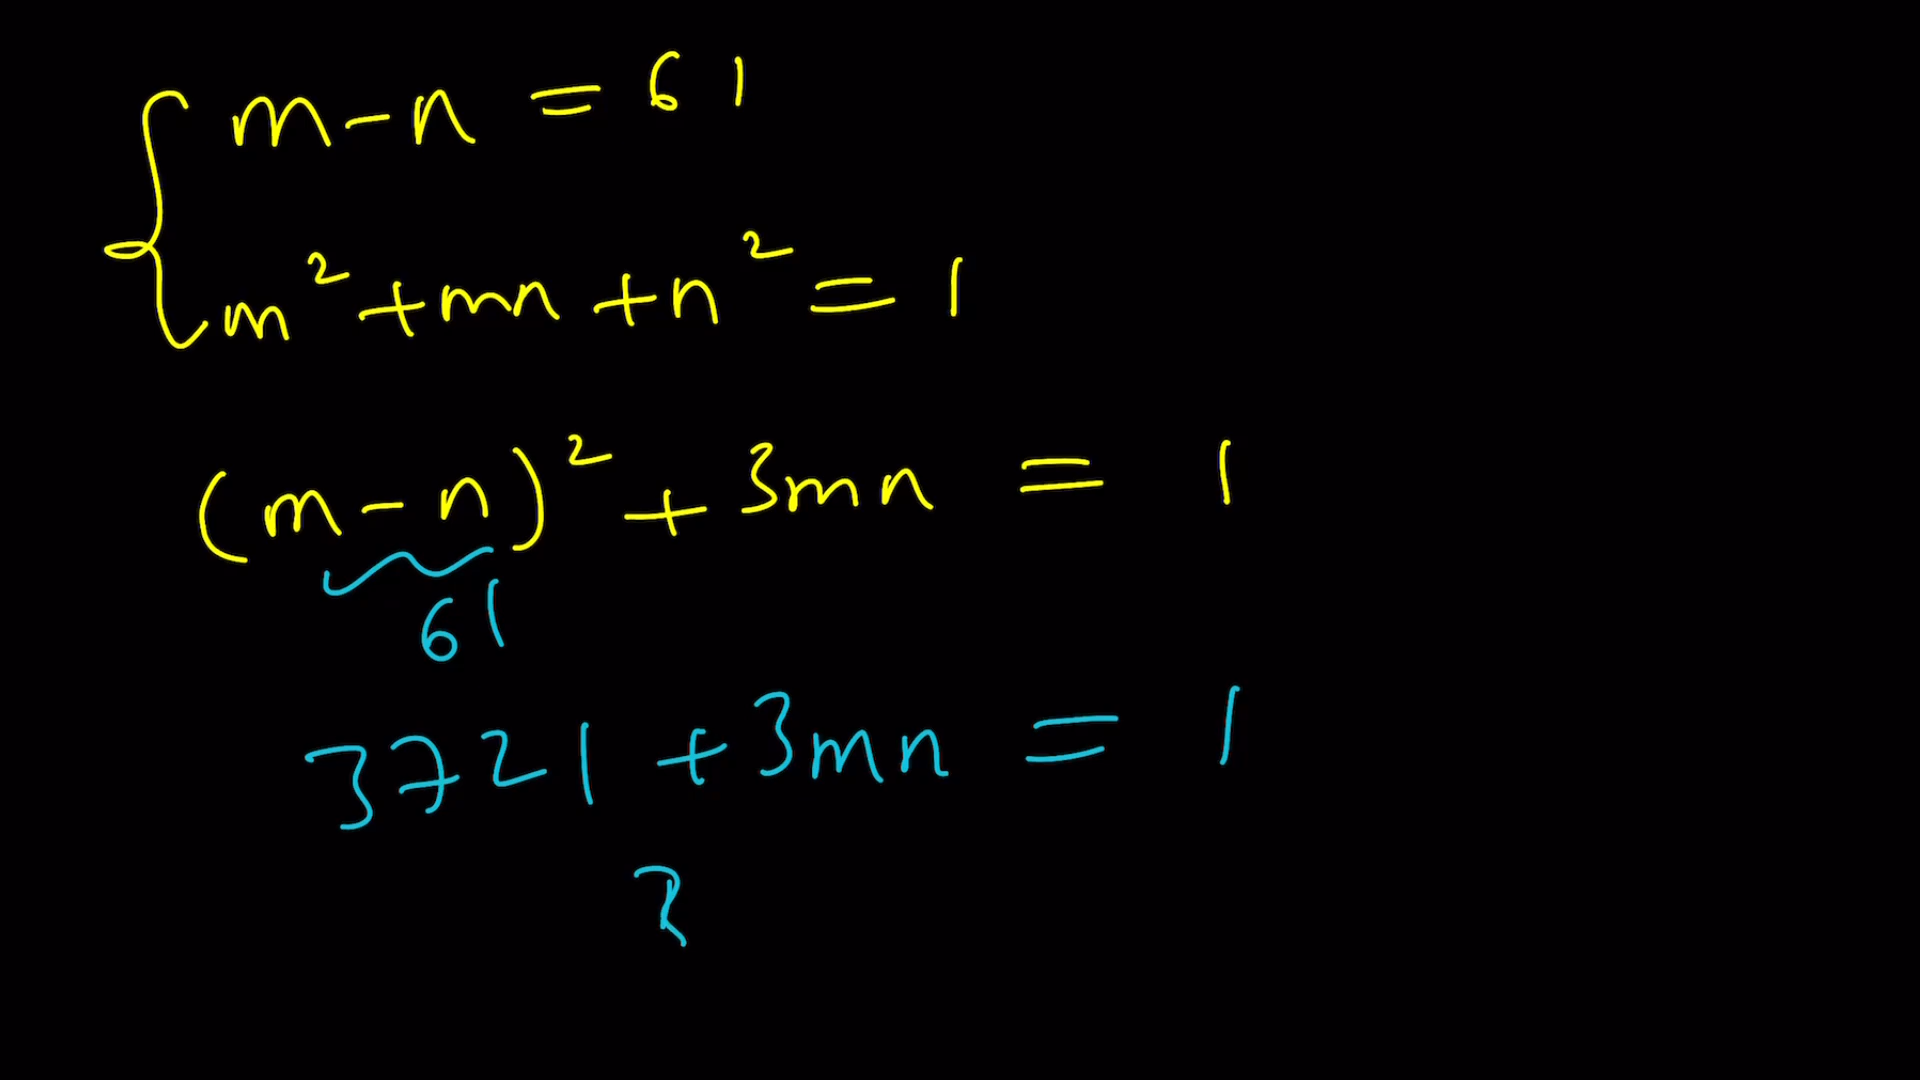 m-n = 61
m² + mn + n² = 1
(m-n)² + 3mn = 1
61
3721 + 3mn = 1